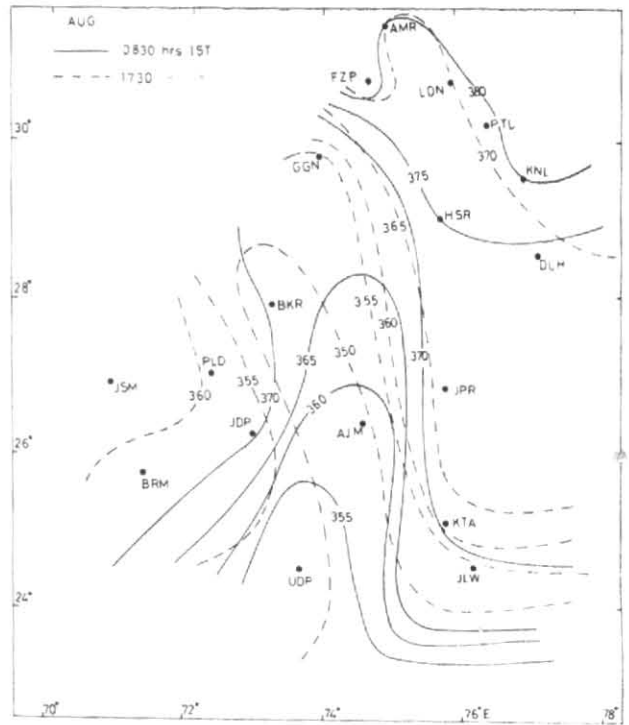 AUG
0830 hrs IST
1730
AMR
FZP
LDN
380
PTL
30°
370
GGN
375
KNL
365
HSR
DLH
28°
BKR
355
360
350
PLD
365
370
JSM
360
355
370
JPR
360
JDP
AJM
26°
BRM
355
KTA
UDP
JLW
24°
70°
72°
74°
76°E
78°